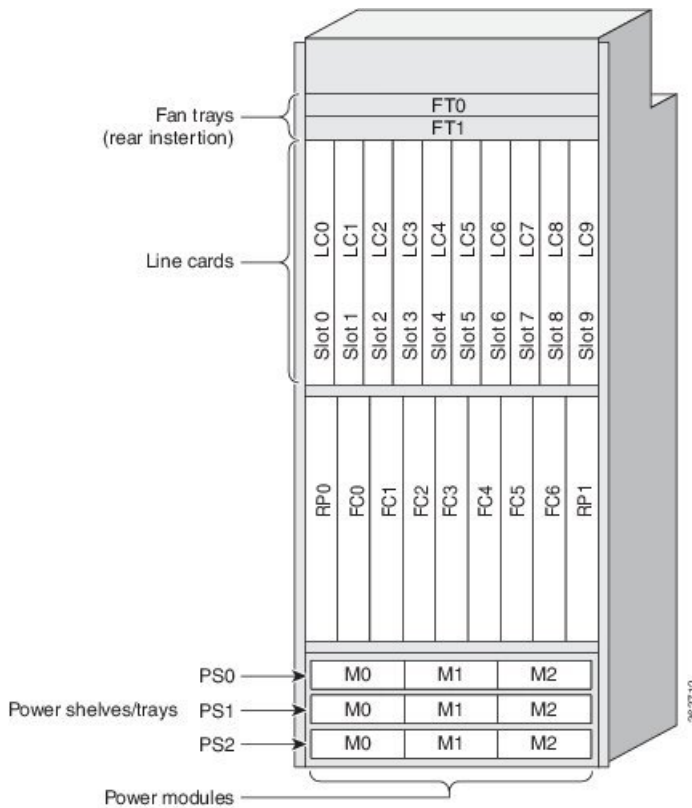 FT0
Fan trays
(rear instertion)
FT1
Line cards
LC0 LC1 LC2 LC3 LC4 LC5 LC6 LC7 LC8 LC9
Slot 0 Slot 1 Slot 2 Slot 3 Slot 4 Slot 5 Slot 6 Slot 7 Slot 8 Slot 9
RP0 FC0 FC1 FC2 FC3 FC4 FC5 FC6 RP1
PS0 M0 M1 M2
Power shelves/trays PS1 M0 M1 M2
PS2 M0 M1 M2
Power modules